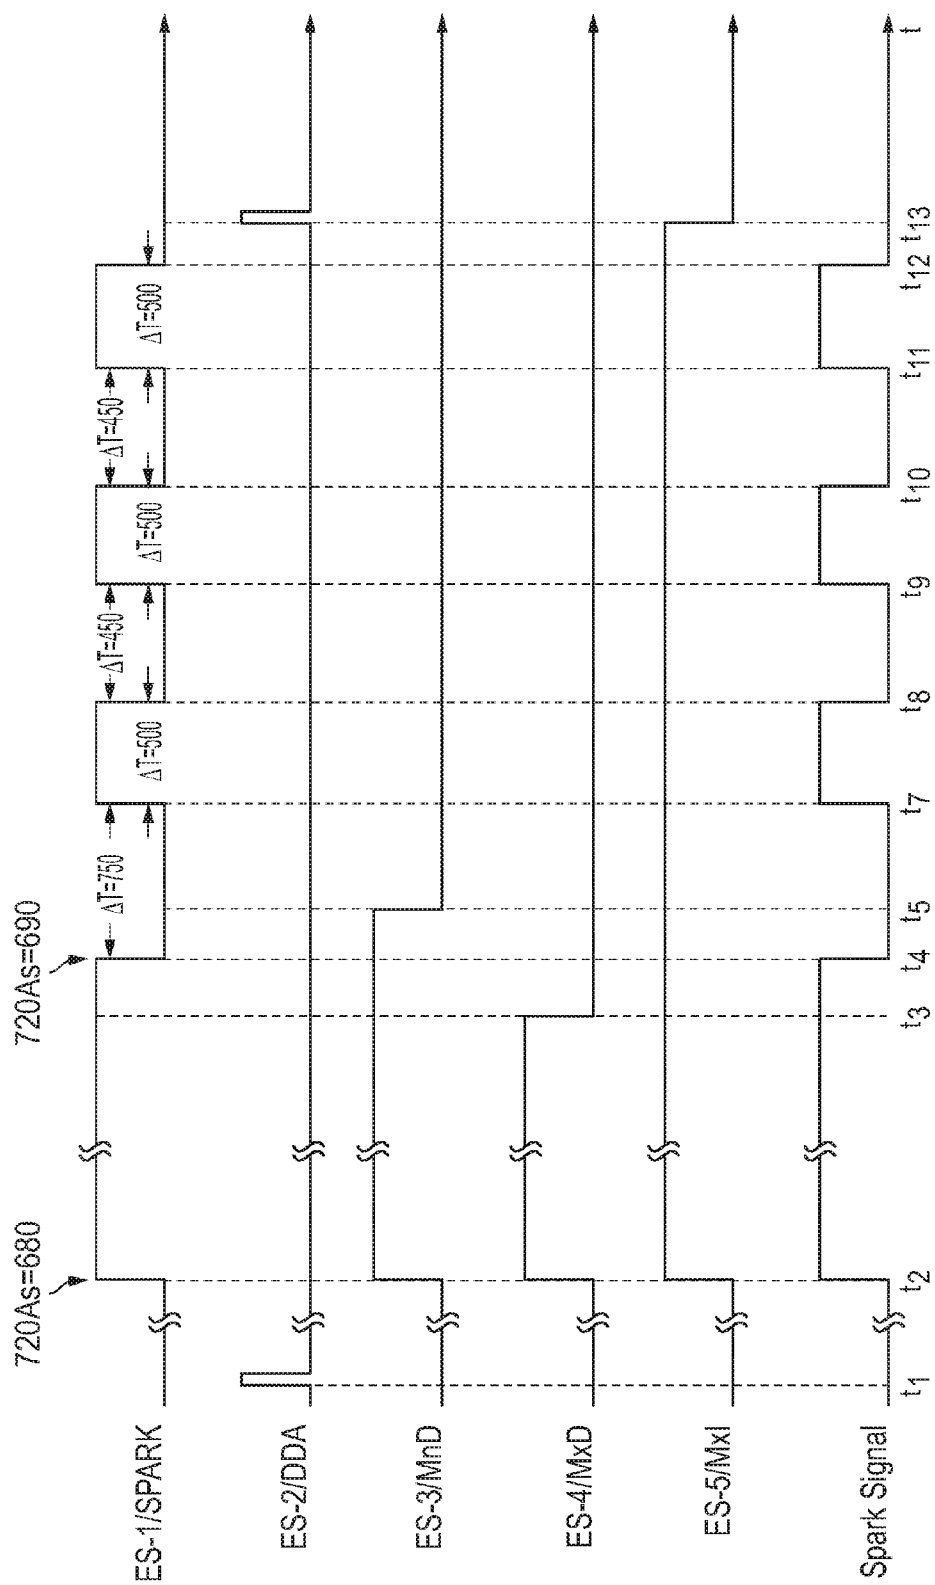 720As=680
720As=690
ES-1/SPARK
ΔT=750
ΔT=500
ΔT=450
ΔT=500
ΔT=450
ΔT=600
ES-2/DDA
ES-3/MnD
ES-4/MxD
ES-5/MxI
Spark Signal
t1 t2 t3 t4 t5 t7 t8 t9 t10 t11 t12 t13 t